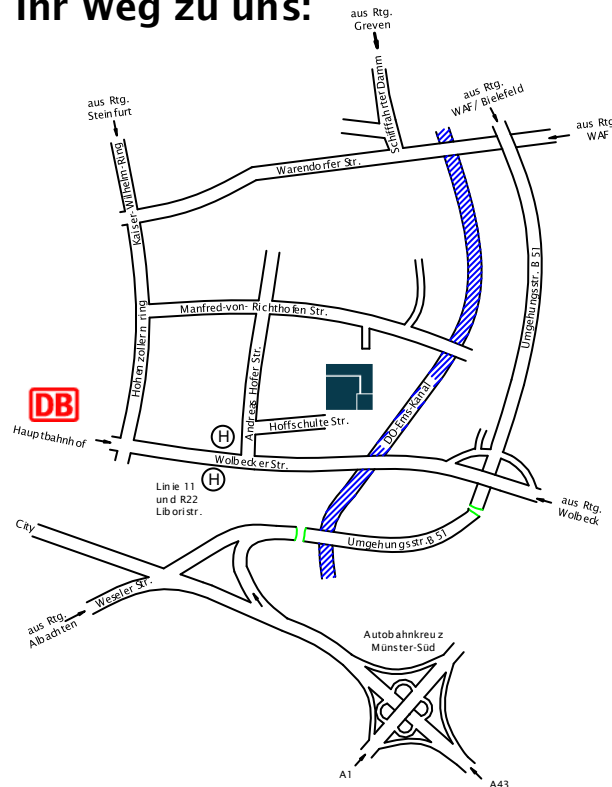 Ihr Weg zu uns:
aus Rtg.
Greven
aus Rtg.
WAF/ Bielefeld
aus Rtg.
WAF
aus Rtg.
Steinfurt
Schifffahrter Damm
Warendorfer Str.
Kaiser-Wilhelm-Ring
Umgehungsstr. B 51
Manfred-von- Richthofen Str.
Hohenzollern ring
Andreas Hofer Str.
DO-Ems-Kanal
DB
Hauptbahnhof
H
Hoffschulte Str.
Wolbecker Str.
H
Linie 11
und R22
Liboristr.
aus Rtg.
Wolbeck
City
Umgehungsstr.B 51
Weseler Str.
aus Rtg.
Albachten
Autobahnkreuz
Münster-Süd
A1
A43